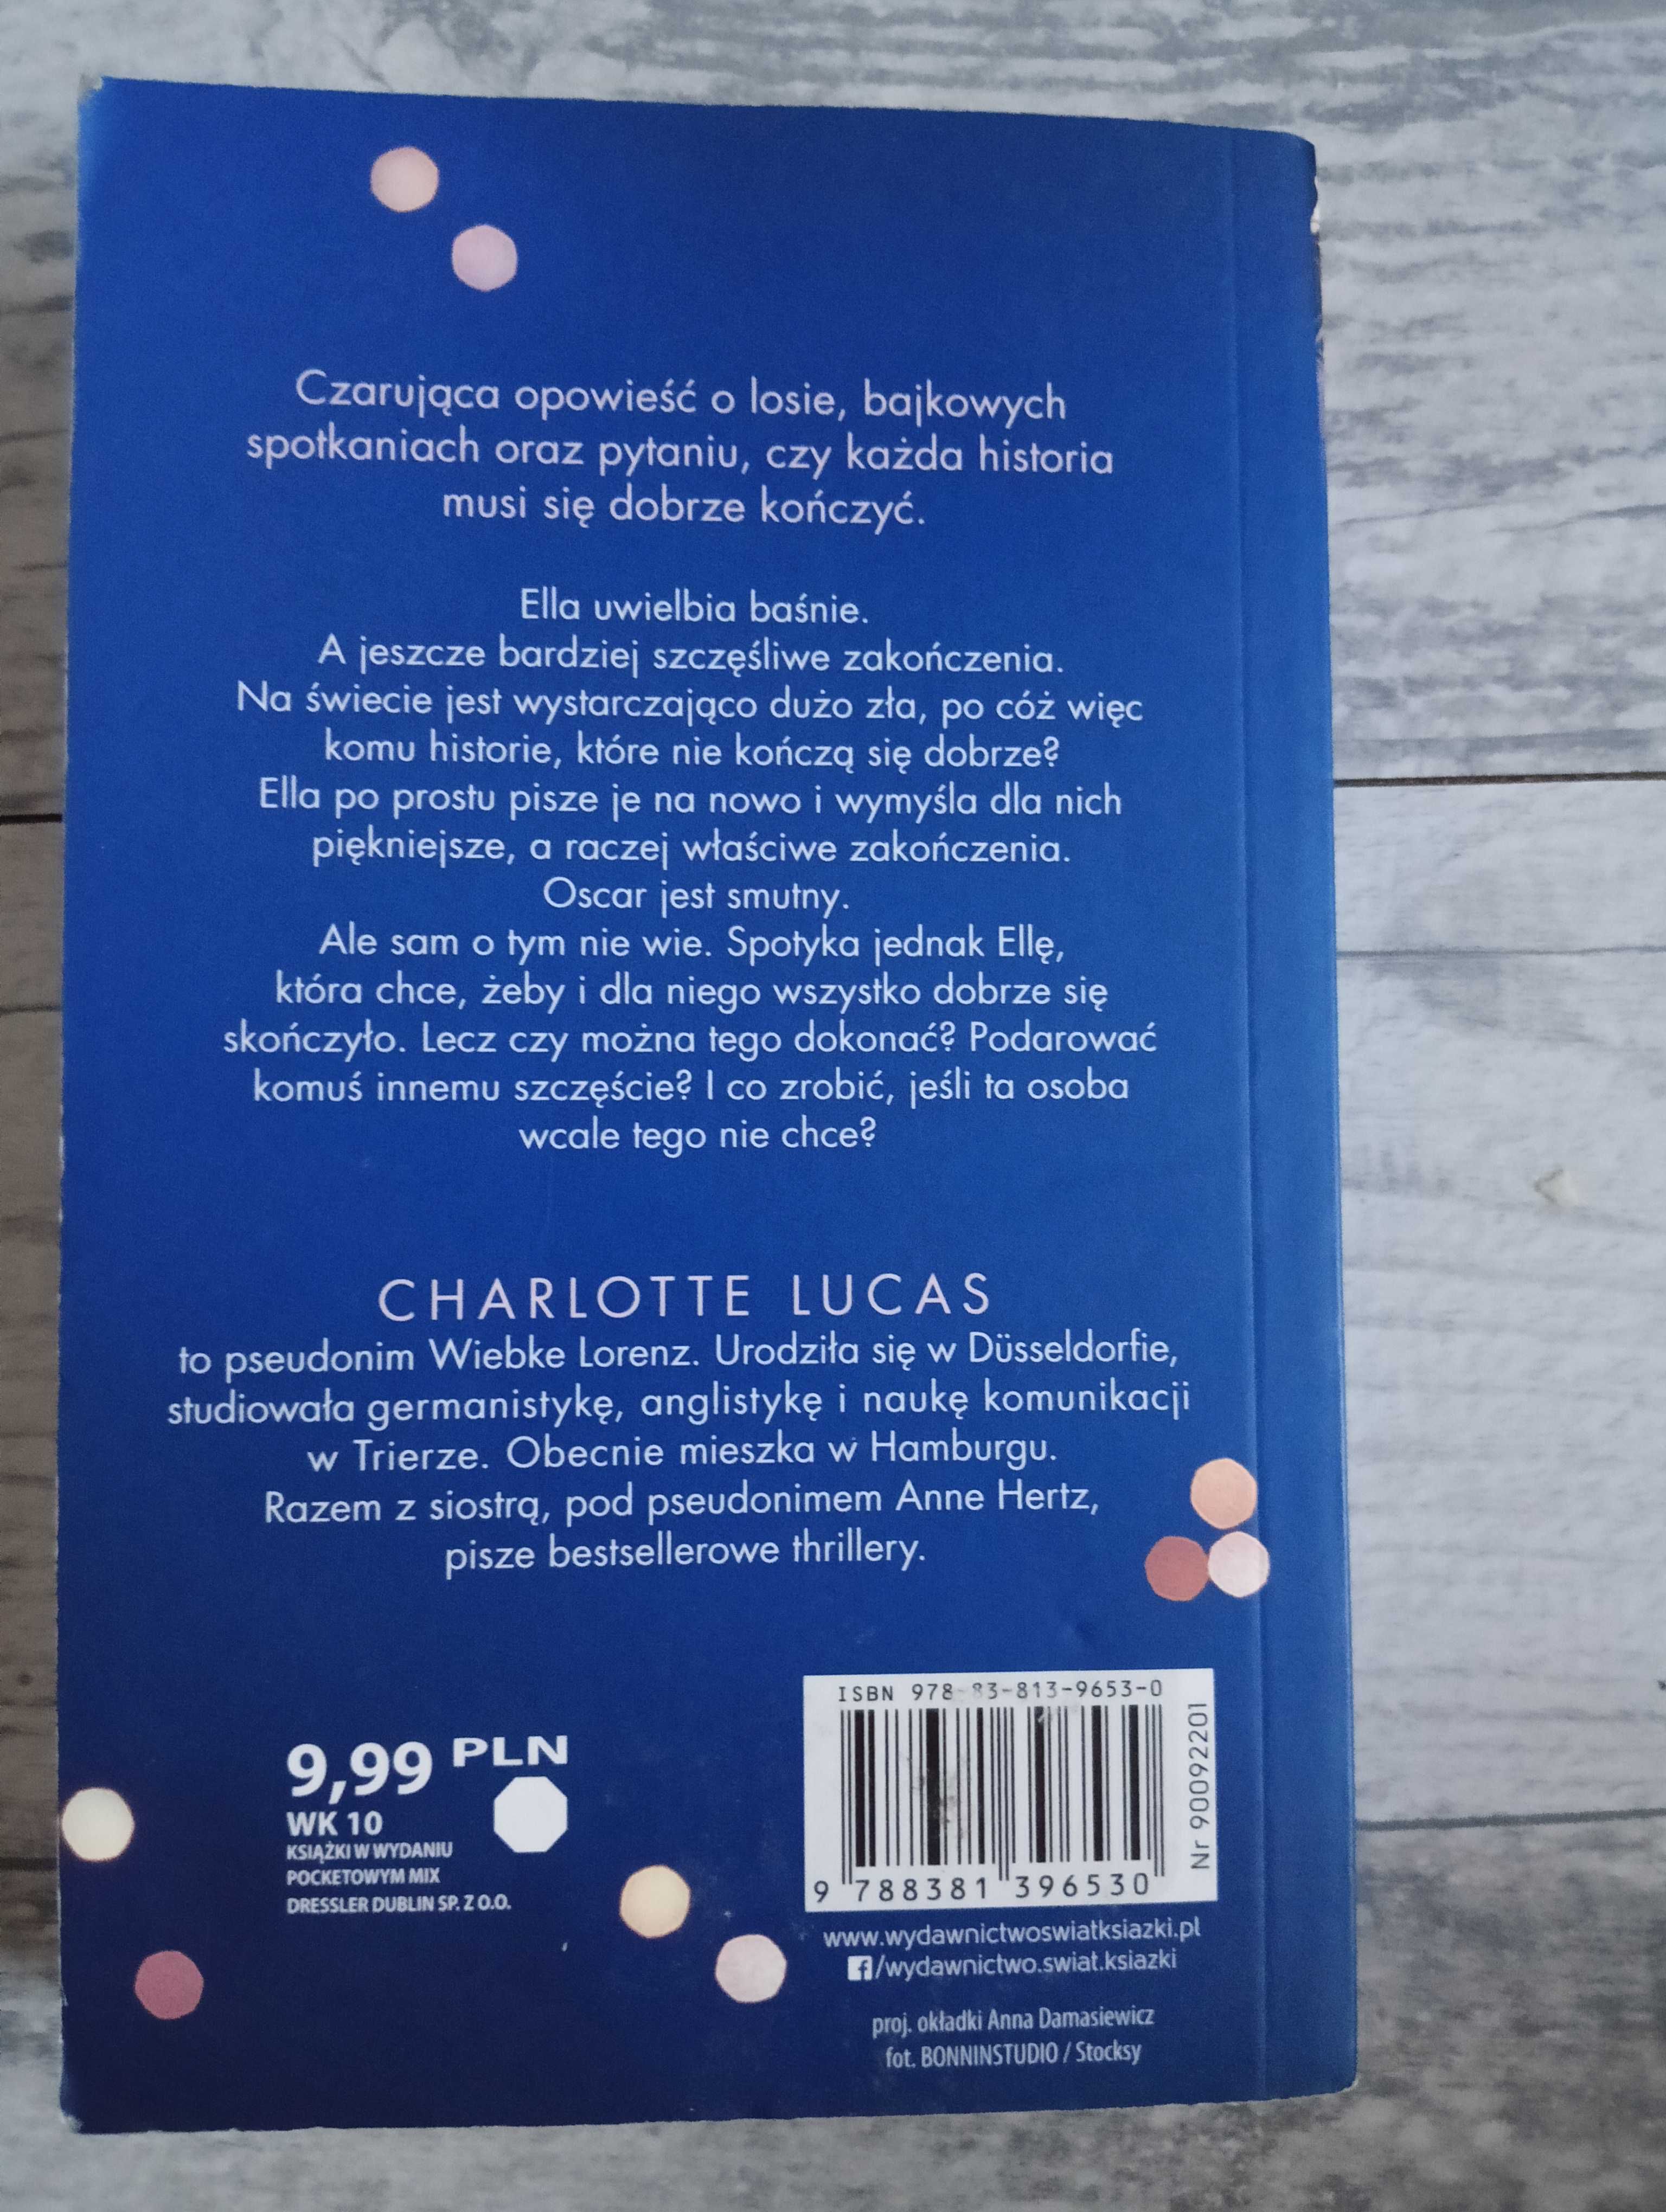 Czarująca opowieść o losie, bajkowych
spotkaniach oraz pytaniu, czy każda historia
musi się dobrze kończyć.
Ella uwielbia baśnie.
A jeszcze bardziej szczęśliwe zakończenia.
Na świecie jest wystarczająco dużo zła, po cóż więc
komu historie, które nie kończą się dobrze?
Ella po prostu pisze je na nowo i wymyśla dla nich
piękniejsze, a raczej właściwe zakończenia.
Oscar jest smutny.
Ale sam o tym nie wie. Spotyka jednak Ellę,
która chce, żeby i dla niego wszystko dobrze się
skończyło. Lecz czy można tego dokonać? Podarować
komuś innemu szczęście? I co zrobić, jeśli ta osoba
wcale tego nie chce?
CHARLOTTE LUCAS
to pseudonim Wiebke Lorenz. Urodziła się w Düsseldorfie,
studiowała germanistykę, anglistykę i naukę komunikacji
w Trierze. Obecnie mieszka w Hamburgu.
Razem z siostrą, pod pseudonimem Anne Hertz,
pisze bestsellerowe thrillery.
9,99 PLN
WK 10
KSIĄŻKI W WYDANIU
POCKETOWYM MIX
DRESSLER DUBLIN SP. Z O.O.
ISBN 978-83-813-9653-0
9 788381 396530
Nr 90092201
www.wydawnictwoswiatksiazki.pl
f/wydawnictwo.swiat.ksiazki
proj. okładki Anna Damasiewicz
fot. BONNINSTUDIO / Stocksy